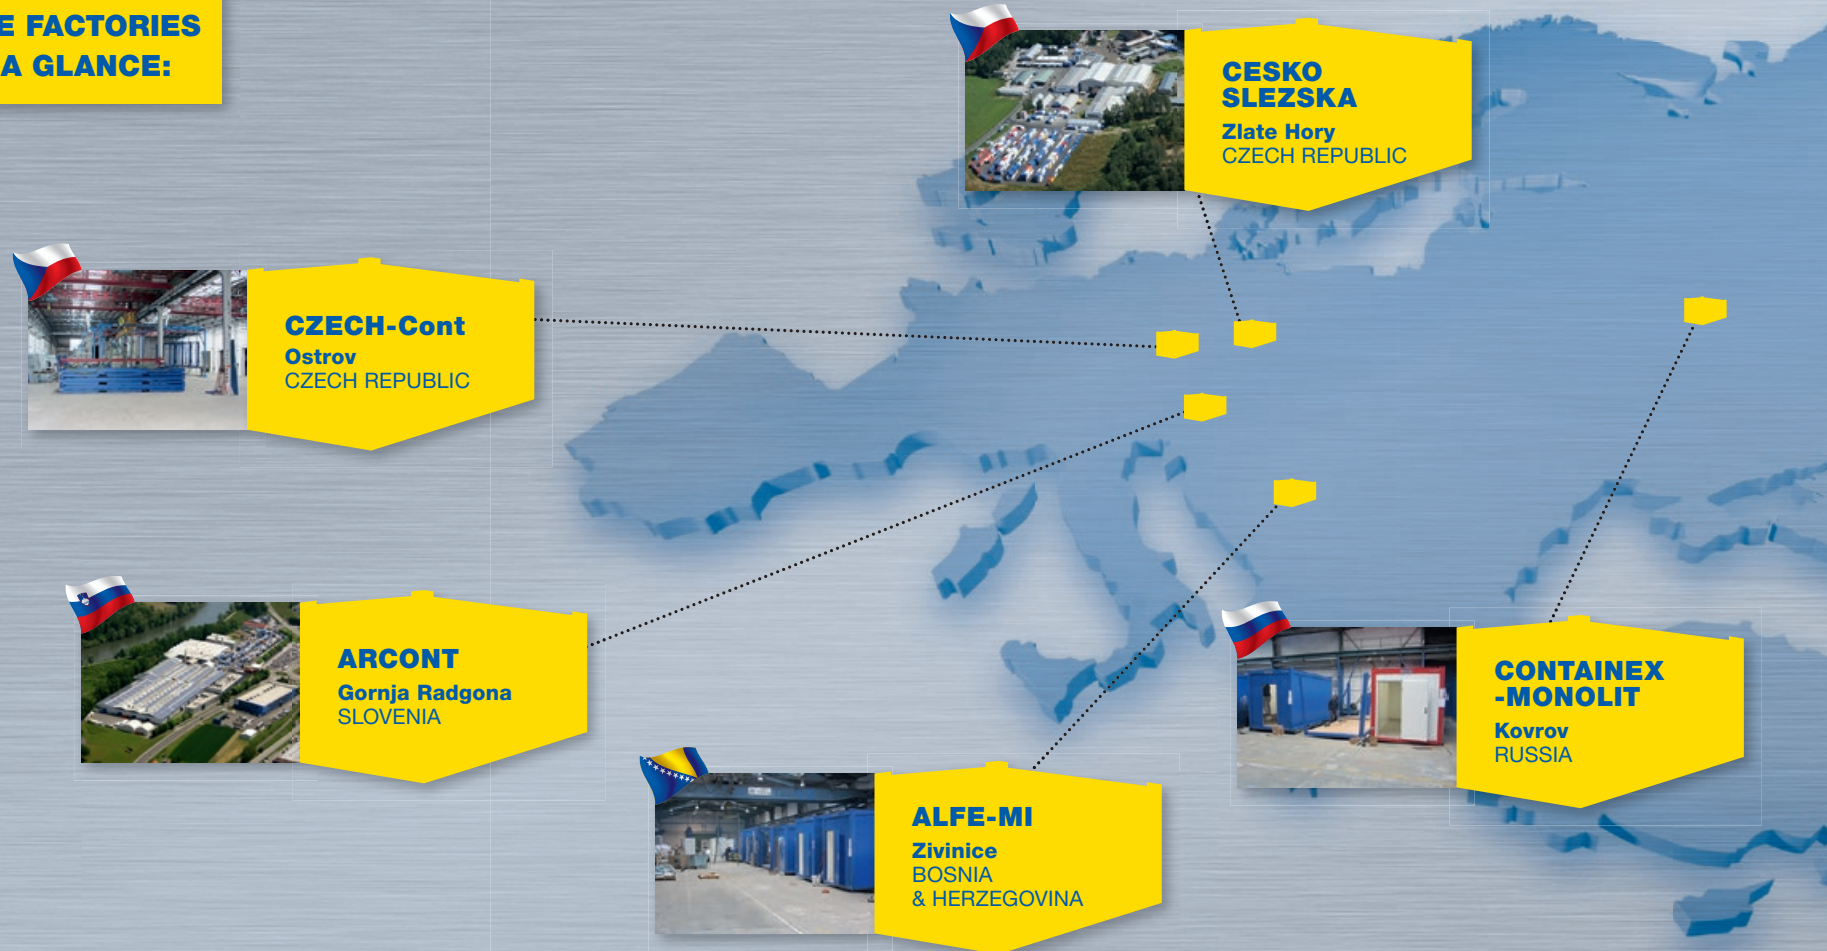 E FACTORIES
A GLANCE:
CESKO
SLEZSKA
Zlate Hory
CZECH REPUBLIC
CZECH-Cont
Ostrov
CZECH REPUBLIC
ARCONT
Gornja Radgona
SLOVENIA
CONTAINEX
-MONOLIT
Kovrov
RUSSIA
ALFE-MI
Zivinice
BOSNIA
& HERZEGOVINA